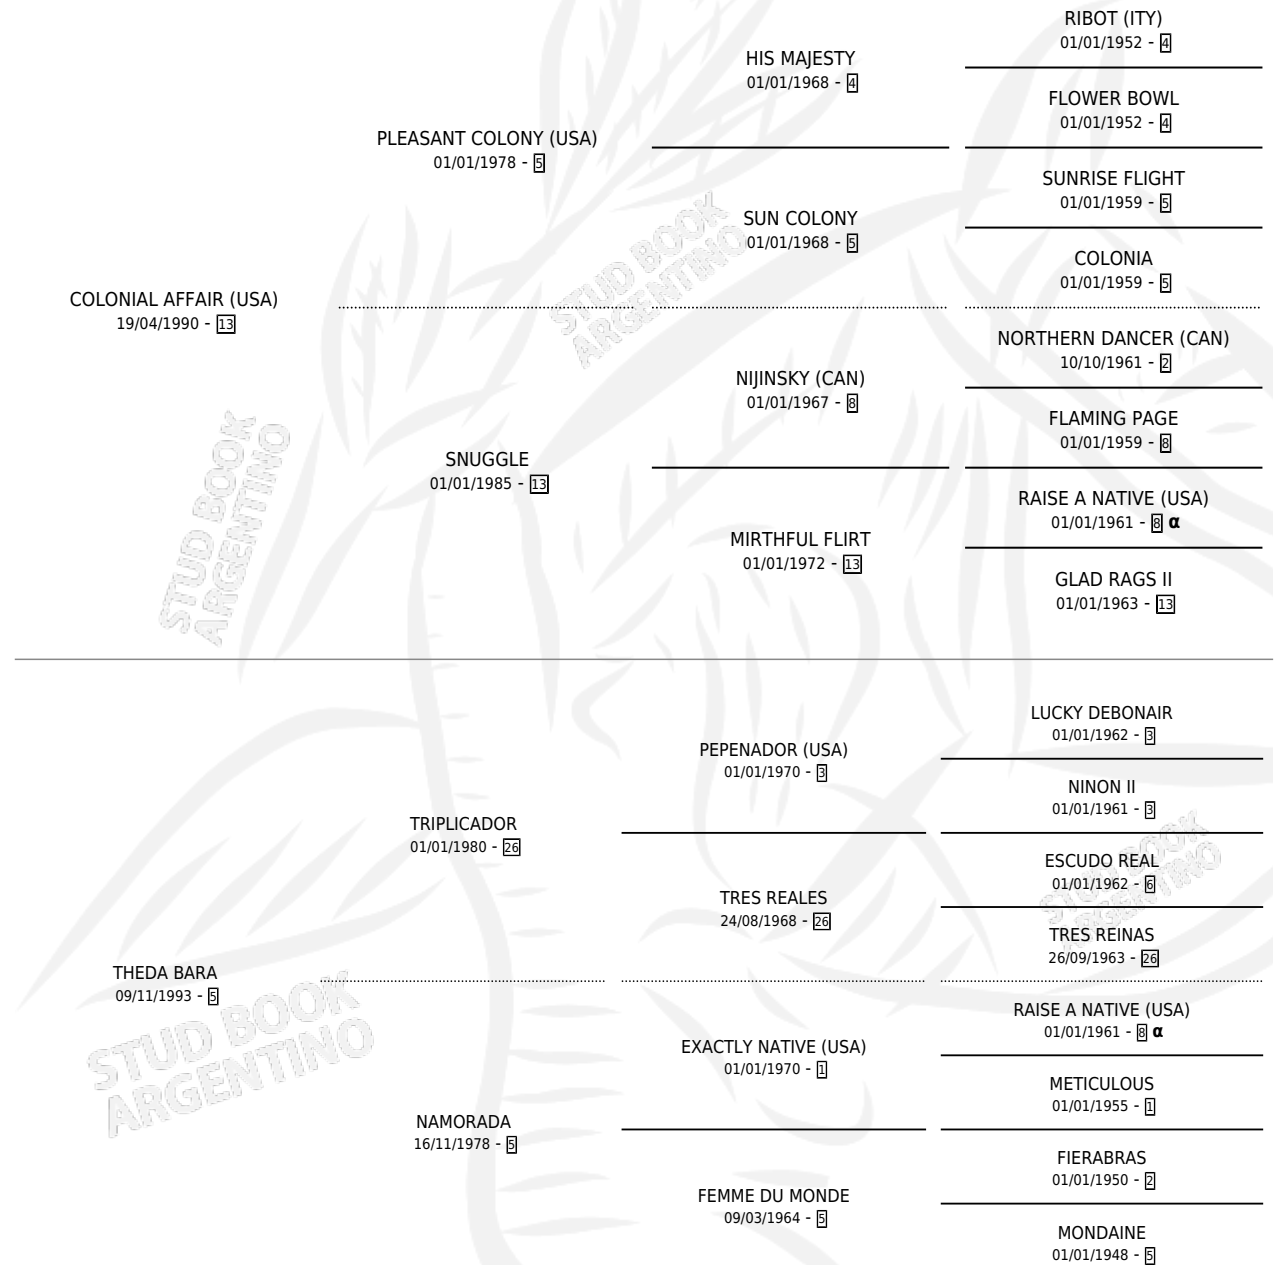 RIBOT (ITY)
01/01/1952 - 4
HIS MAJESTY
01/01/1968 - 4
FLOWER BOWL
01/01/1952 - 4
PLEASANT COLONY (USA)
01/01/1978 - 5
SUNRISE FLIGHT
01/01/1959 - 5
SUN COLONY
01/01/1968 - 5
COLONIA
01/01/1959 - 5
COLONIAL AFFAIR (USA)
19/04/1990 - 13
NORTHERN DANCER (CAN)
10/10/1961 - 2
NIJINSKY (CAN)
01/01/1967 - 8
FLAMING PAGE
01/01/1959 - 8
SNUGGLE
01/01/1985 - 13
RAISE A NATIVE (USA)
01/01/1961 - 8 α
MIRTHFUL FLIRT
01/01/1972 - 13
GLAD RAGS II
01/01/1963 - 13
LUCKY DEBONAIR
01/01/1962 - 3
PEPENADOR (USA)
01/01/1970 - 3
NINON II
01/01/1961 - 3
TRIPLICADOR
01/01/1980 - 26
ESCUDO REAL
01/01/1962 - 6
TRES REALES
24/08/1968 - 26
TRES REINAS
26/09/1963 - 26
THEDA BARA
09/11/1993 - 5
RAISE A NATIVE (USA)
01/01/1961 - 8 α
EXACTLY NATIVE (USA)
01/01/1970 - 1
METICULOUS
01/01/1955 - 1
NAMORADA
16/11/1978 - 5
FIERABRAS
01/01/1950 - 2
FEMME DU MONDE
09/03/1964 - 5
MONDAINE
01/01/1948 - 5
STUD BOOK
ARGENTINO
STUD BOOK
ARGENTINO
STUD BOOK
ARGENTINO
STUD BOOK
ARGENTINO